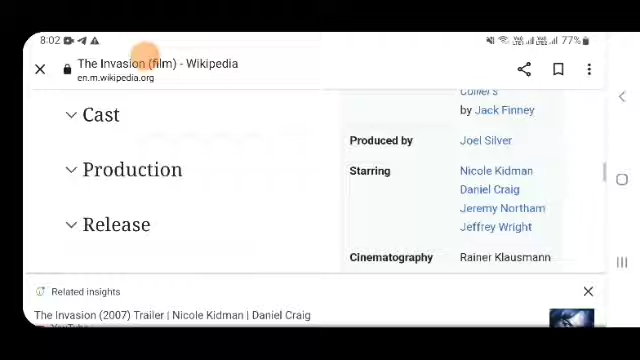 8:02 77%
The Invasion (film) - Wikipedia
en.m.wikipedia.org
Collier's
by Jack Finney
Cast
Produced by Joel Silver
Production
Starring Nicole Kidman
Daniel Craig
Jeremy Northam
Jeffrey Wright
Release
Cinematography Rainer Klausmann
Related insights
The Invasion (2007) Trailer | Nicole Kidman | Daniel Craig
YouTube